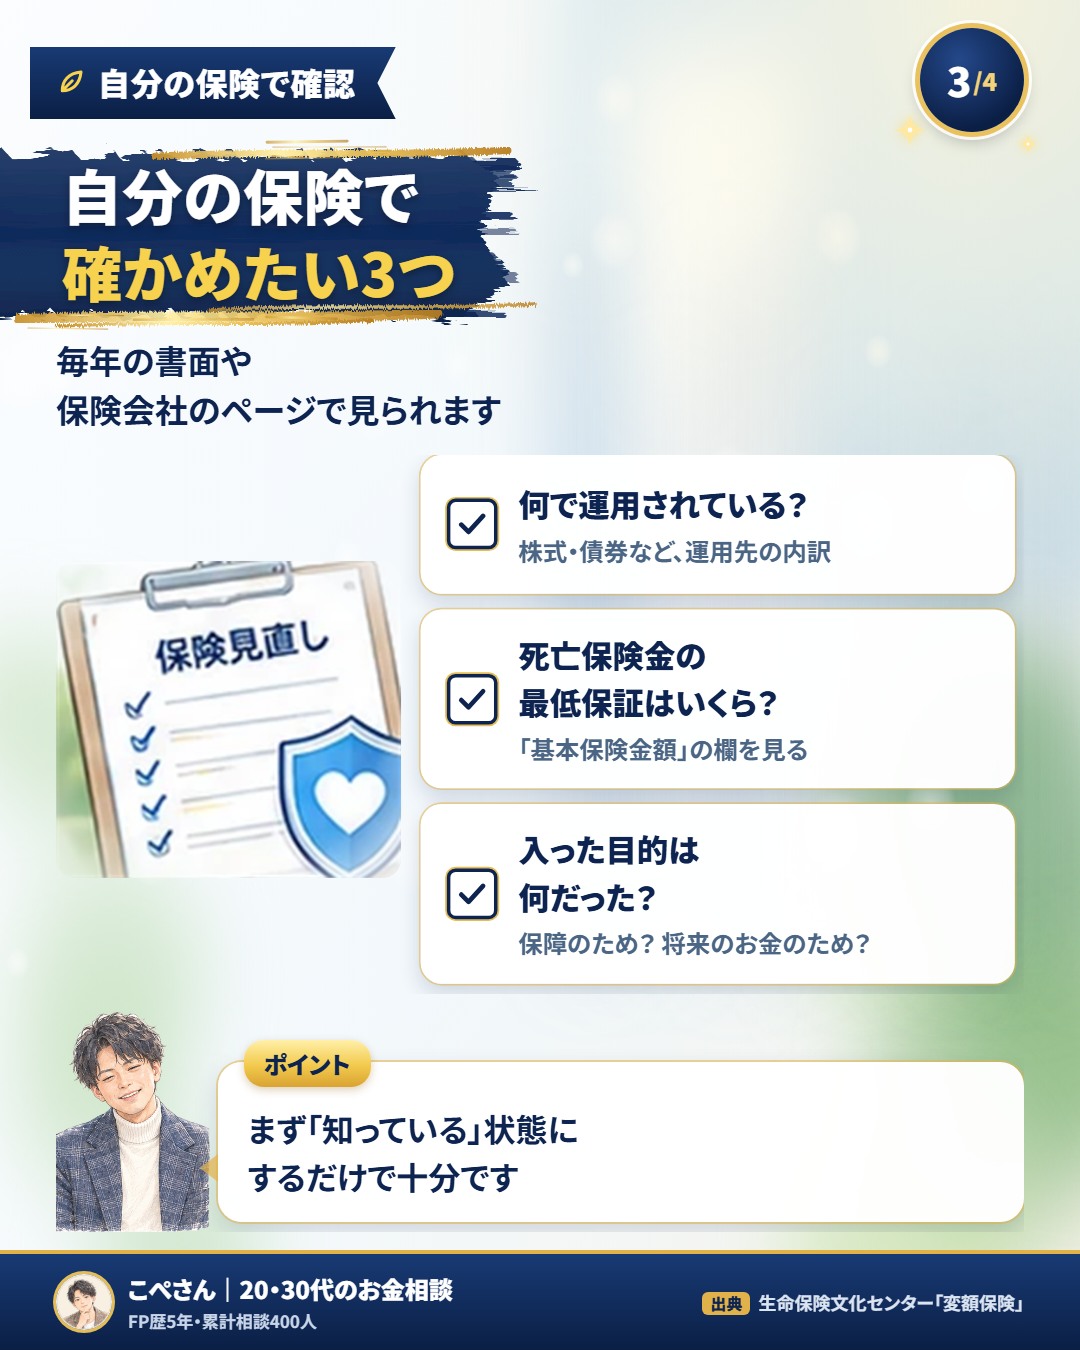 自分の保険で確認
3/4
自分の保険で
確かめたい3つ
毎年の書面や
保険会社のページで見られます
何で運用されている？
株式・債券など、運用先の内訳
保険見直し
死亡保険金の
最低保証はいくら？
「基本保険金額」の欄を見る
入った目的は
何だった？
保障のため？ 将来のお金のため？
ポイント
まず「知っている」状態に
するだけで十分です
こぺさん｜20・30代のお金相談
FP歴5年・累計相談400人
出典 生命保険文化センター「変額保険」